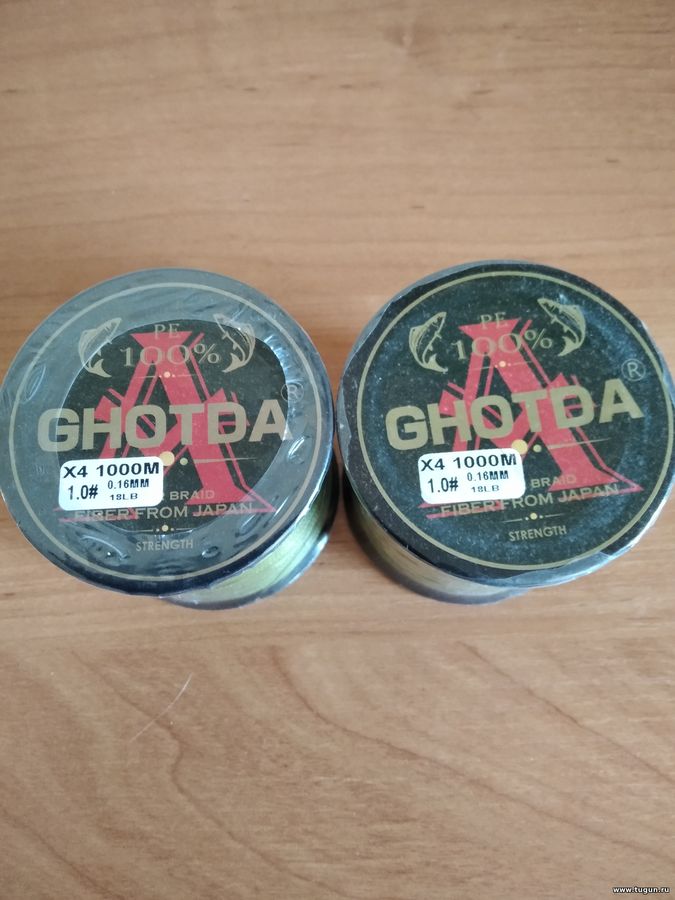 PE
100%
GHOTDA
X4 1000M
1.0# 0.16MM
18LB
BRAID
FIBER FROM JAPAN
STRENGTH
PE
100%
GHOTDA®
X4 1000M
1.0# 0.16MM
18LB
BRAID
FIBER FROM JAPAN
STRENGTH
www.tugun.ru